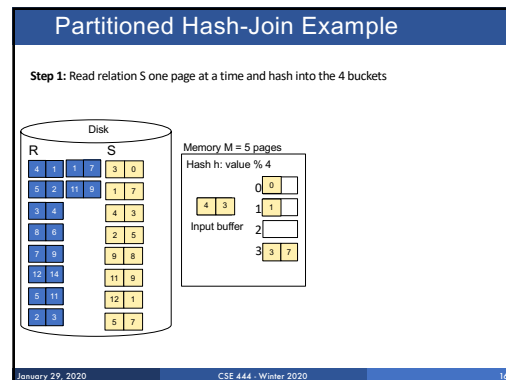 Partitioned Hash-Join Example
Step 1: Read relation S one page at a time and hash into the 4 buckets
Disk
R S
4 1 1 7 3 0
5 2 11 9 1 7
3 4 4 3
8 6 2 5
7 9 9 8
12 14 11 9
5 11 12 1
2 3 5 7
Memory M = 5 pages
Hash h: value % 4
4 3
Input buffer
0 0
1 1
2
3 3 7
January 29, 2020 CSE 444 - Winter 2020 16